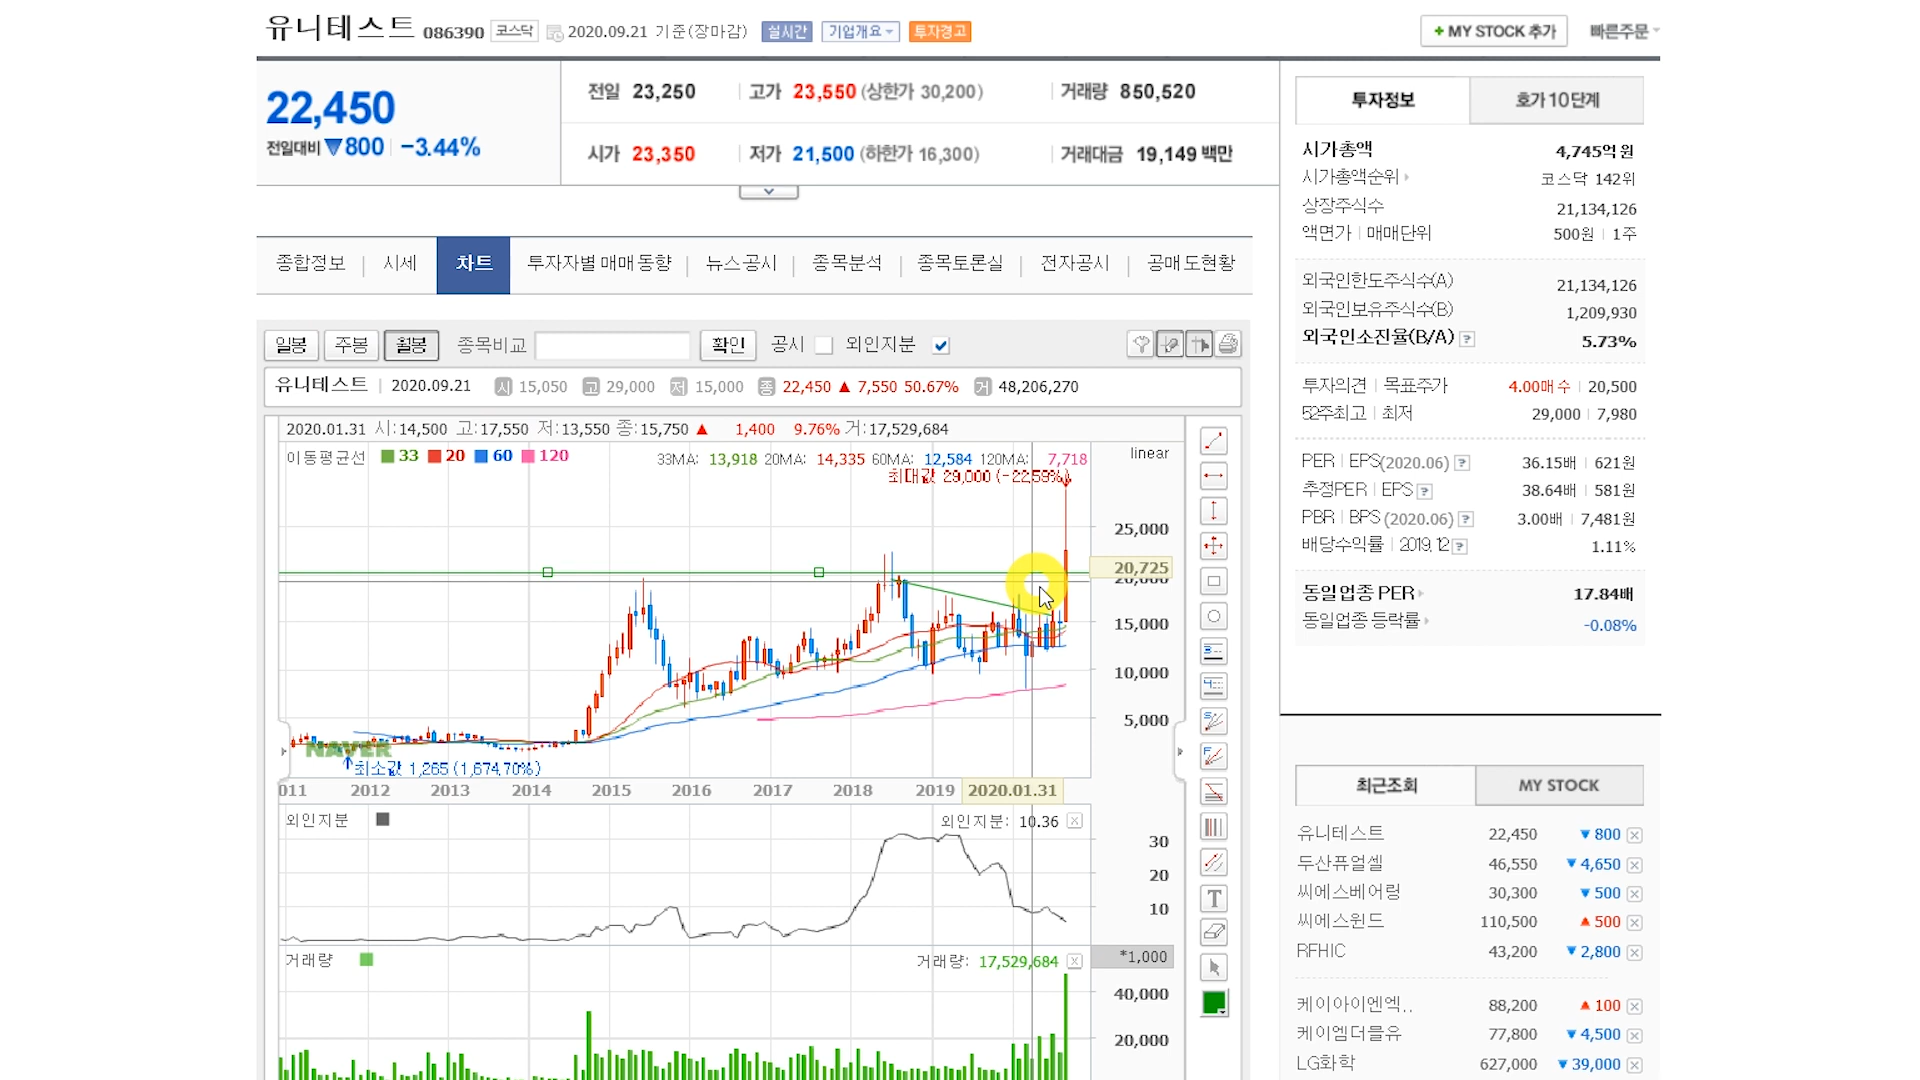 유니테스트 086390 코스닥 2020.09.21 기준(장마감) 실시간 기업개요 투자경고
+ MY STOCK 추가 빠른주문
22,450
전일대비 ▼800 -3.44%
전일 23,250 고가 23,550 (상한가 30,200) 거래량 850,520
시가 23,350 저가 21,500 (하한가 16,300) 거래대금 19,149 백만
종합정보 시세 차트 투자자별 매매동향 뉴스공시 종목분석 종목토론실 전자공시 공매도현황
일봉 주봉 월봉 종목비교 확인 공시 외인지분
유니테스트 2020.09.21 시 15,050 고 29,000 저 15,000 종 22,450 ▲ 7,550 50.67% 거 48,206,270
2020.01.31 시:14,500 고:17,550 저:13,550 종:15,750 ▲ 1,400 9.76% 거:17,529,684
이동평균선 33 20 60 120 33MA: 13,918 20MA: 14,335 60MA: 12,584 120MA: 7,718
linear
최대값 29,000 (-22.59%)
25,000
20,725
20,000
15,000
10,000
5,000
NAVER
최소값 1,265 (1,674.70%)
011 2012 2013 2014 2015 2016 2017 2018 2019 2020.01.31
외인지분 외인지분: 10.36
30
20
10
거래량 거래량: 17,529,684
*1,000
40,000
20,000
T
투자정보 호가 10단계
시가총액 4,745억원
시가총액순위 코스닥 142위
상장주식수 21,134,126
액면가 매매단위 500원 1주
외국인한도주식수(A) 21,134,126
외국인보유주식수(B) 1,209,930
외국인소진율(B/A) ? 5.73%
투자의견 목표주가 4.00매수 20,500
52주최고 최저 29,000 7,980
PER EPS(2020.06) ? 36.15배 621원
추정PER EPS ? 38.64배 581원
PBR BPS (2020.06) ? 3.00배 7,481원
배당수익률 2019.12 ? 1.11%
동일업종 PER 17.84배
동일업종 등락률 -0.08%
최근조회 MY STOCK
유니테스트 22,450 ▼800
두산퓨얼셀 46,550 ▼4,650
씨에스베어링 30,300 ▼500
씨에스윈드 110,500 ▲500
RFHIC 43,200 ▼2,800
케이아이엔엑.. 88,200 ▲100
케이엠더블유 77,800 ▼4,500
LG화학 627,000 ▼39,000